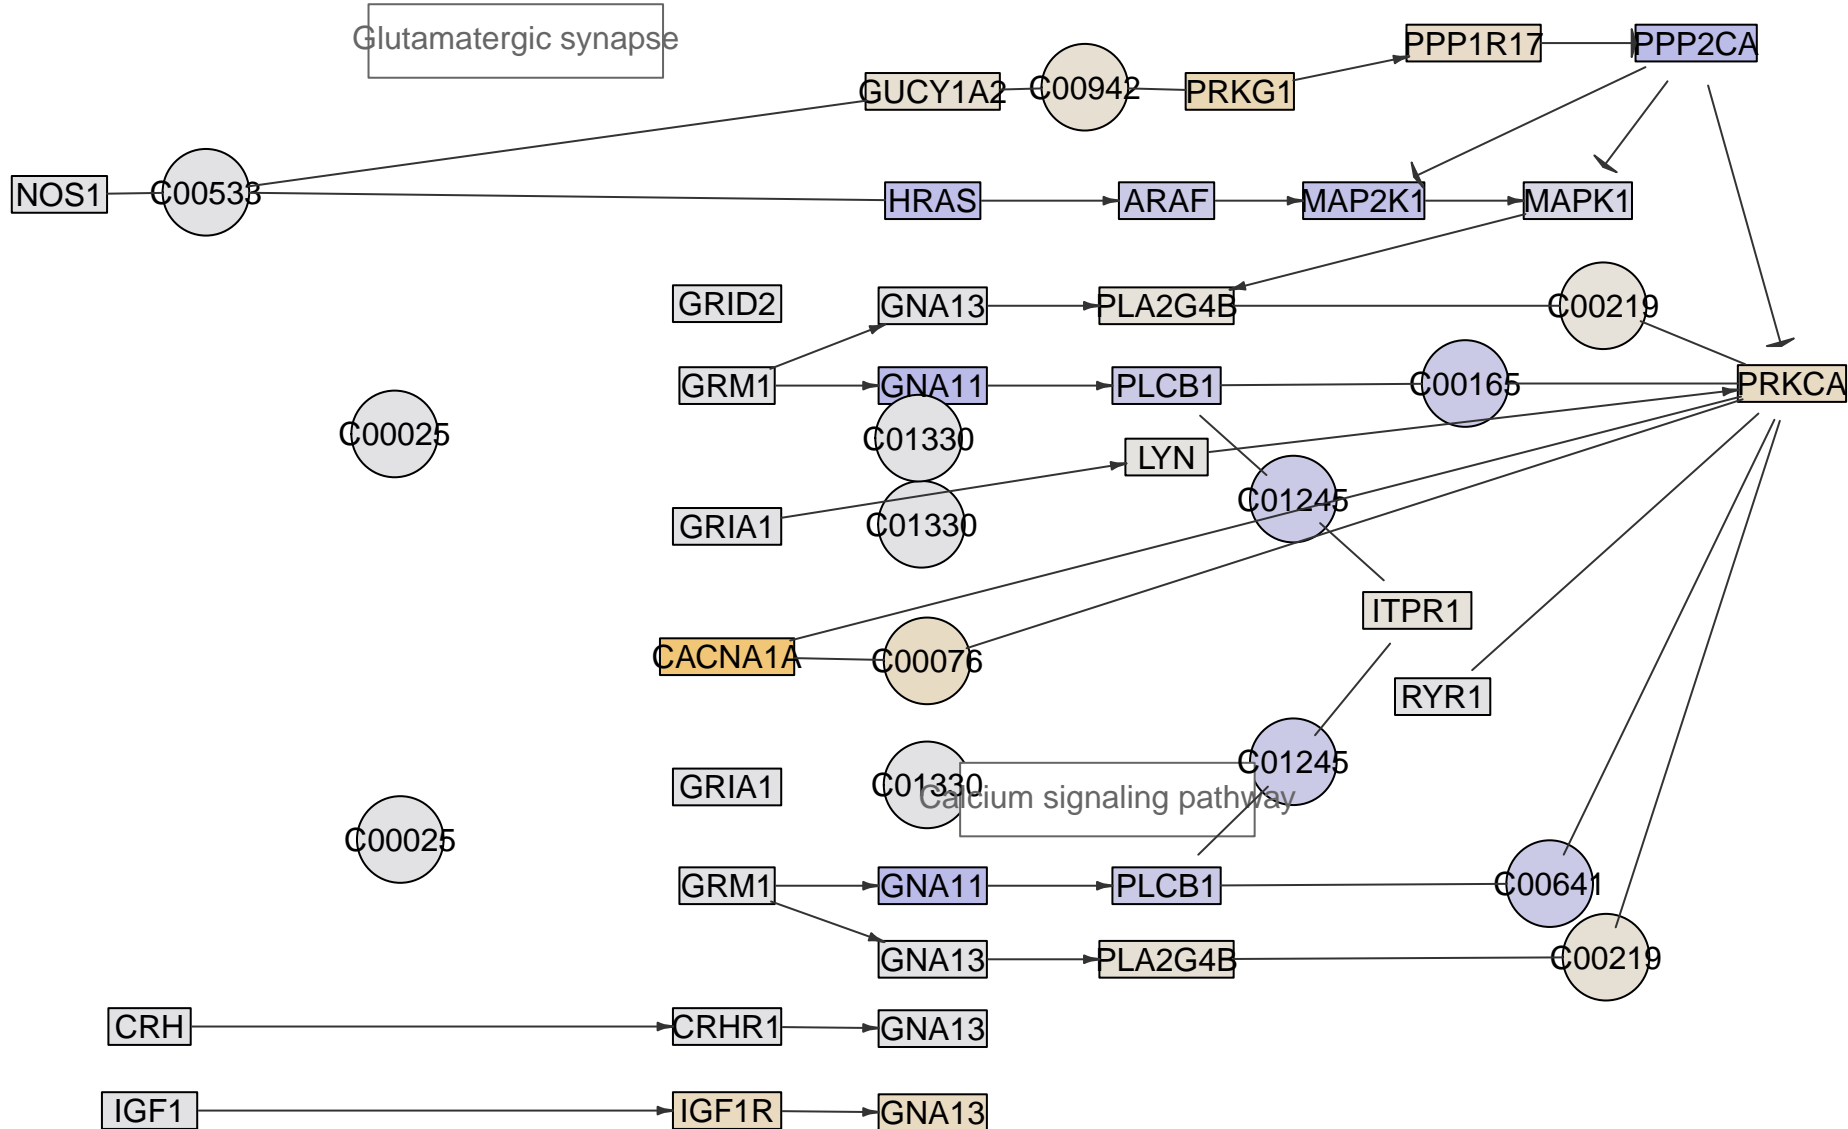 Glutamatergic synapse
PPP1R17
PPP2CA
GUCY1A2
C00942
PRKG1
NOS1
C00533
HRAS
ARAF
MAP2K1
MAPK1
GRID2
GNA13
PLA2G4B
C00219
GRM1
GNA11
PLCB1
C00165
PRKCA
C00025
C01330
LYN
C01245
GRIA1
C01330
ITPR1
CACNA1A
C00076
RYR1
C01245
GRIA1
C01330
Calcium signaling pathway
C00025
GRM1
GNA11
PLCB1
C00641
GNA13
PLA2G4B
C00219
CRH
CRHR1
GNA13
IGF1
IGF1R
GNA13